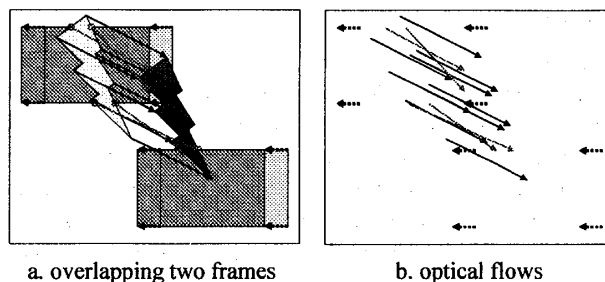 a. overlapping two frames
b. optical flows